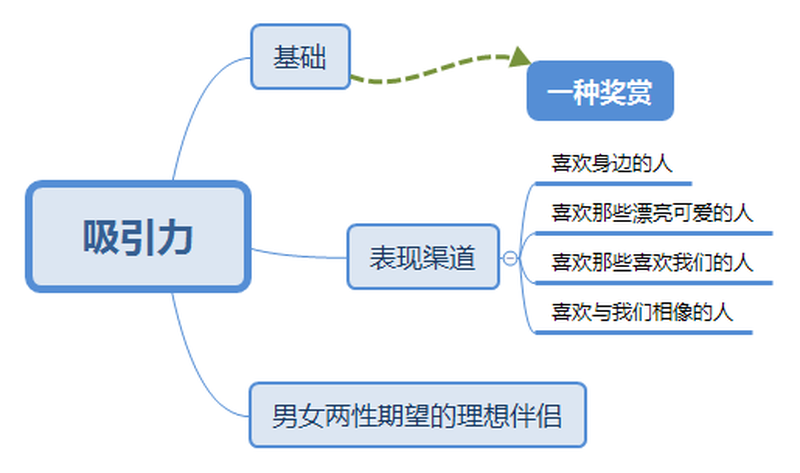 基础
一种奖赏
吸引力
表现渠道
喜欢身边的人
喜欢那些漂亮可爱的人
喜欢那些喜欢我们的人
喜欢与我们相像的人
男女两性期望的理想伴侣